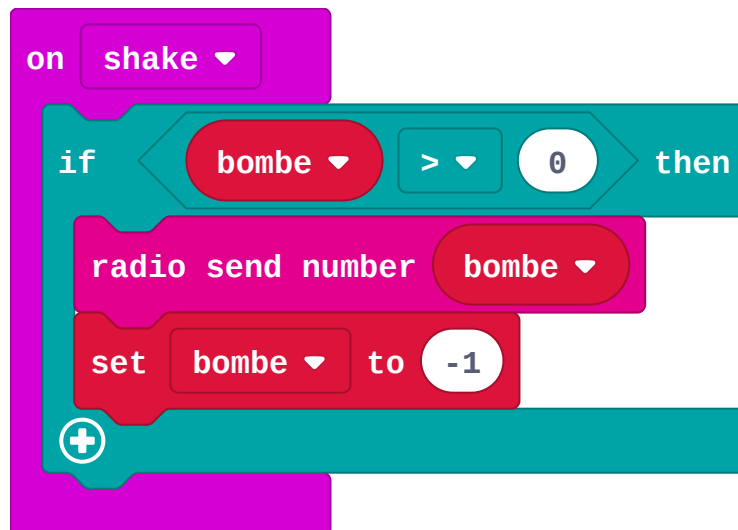 on shake
if bombe > 0 then
radio send number bombe
set bombe to -1